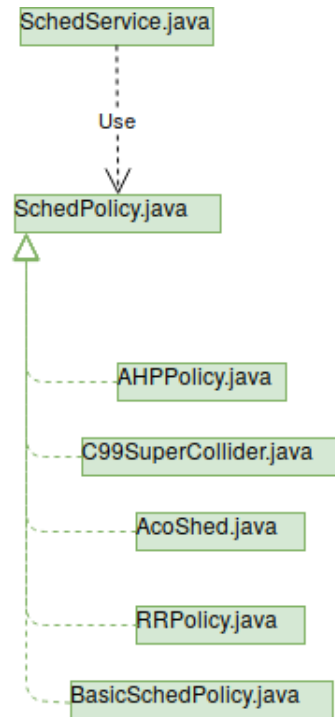 SchedService.java
Use
SchedPolicy.java
AHPPolicy.java
C99SuperCollider.java
AcoShed.java
RRPolicy.java
BasicSchedPolicy.java